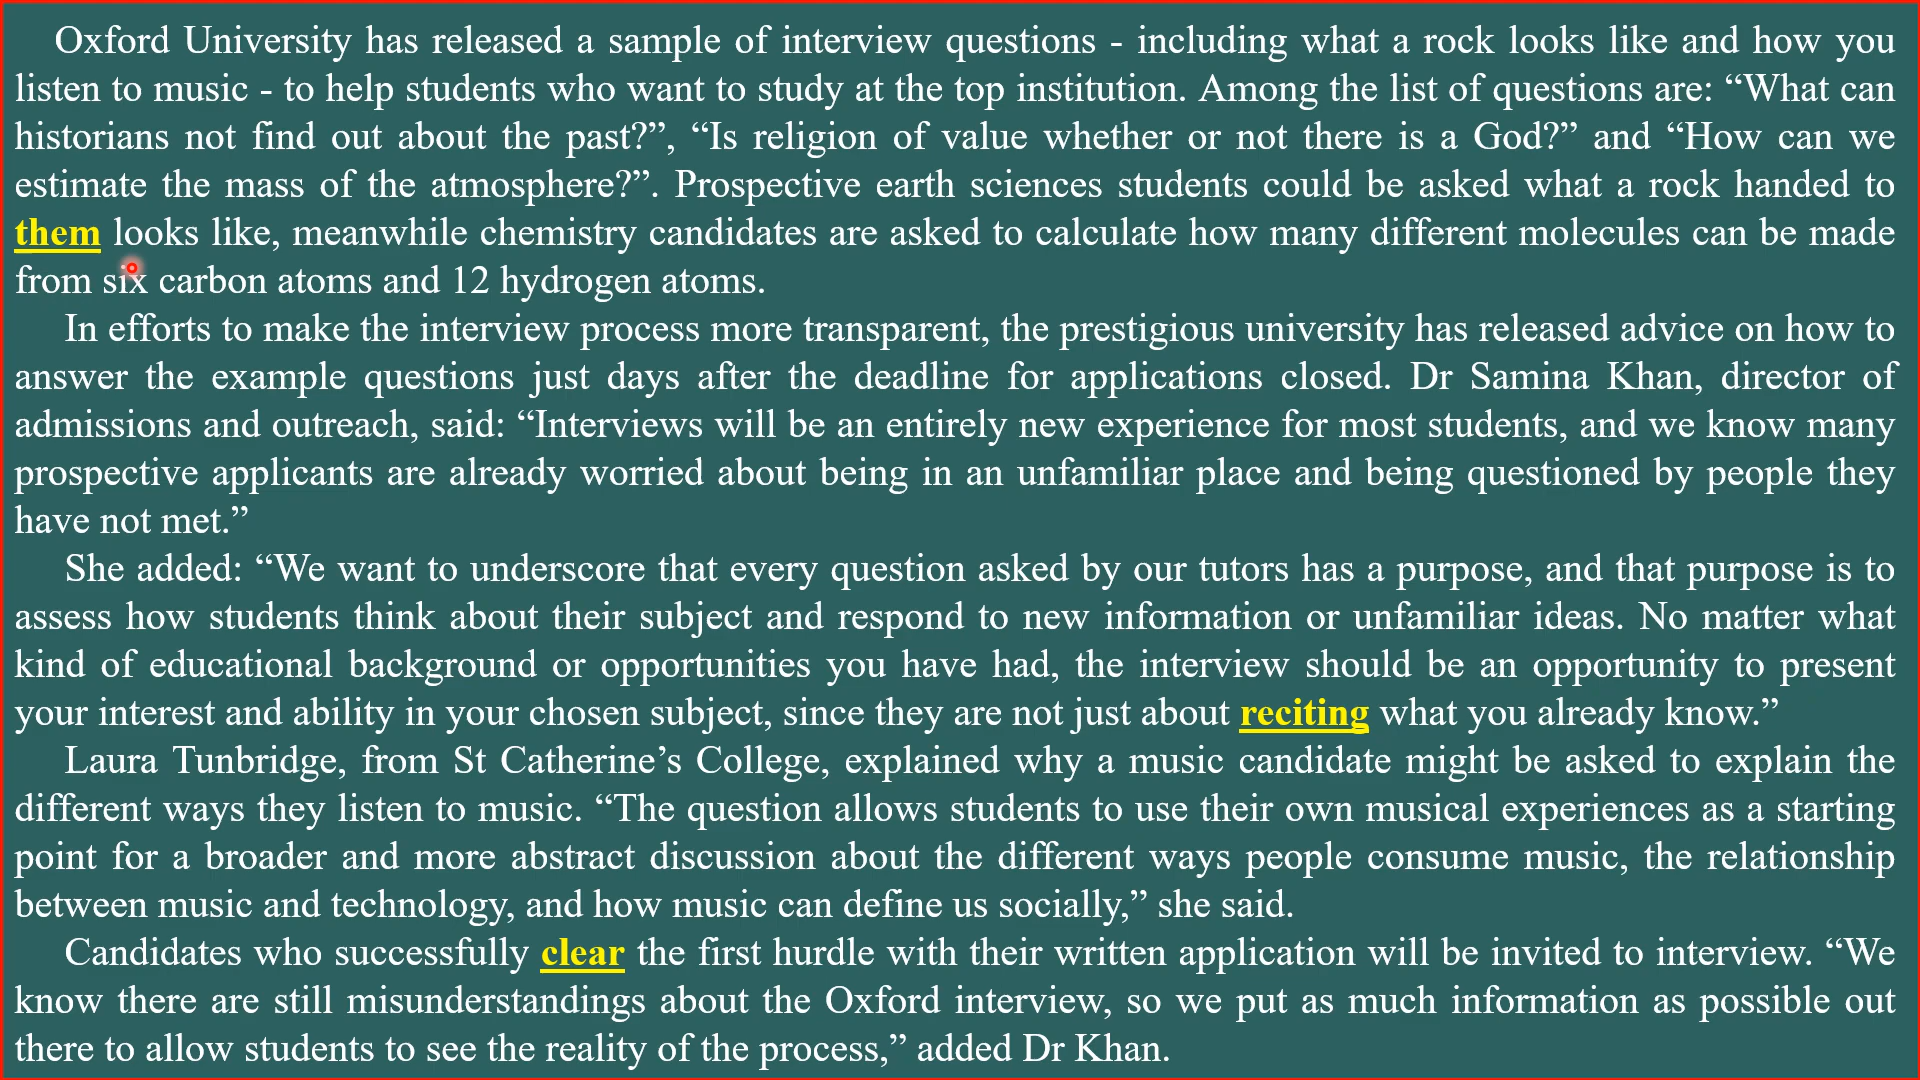 Oxford University has released a sample of interview questions - including what a rock looks like and how you
listen to music - to help students who want to study at the top institution. Among the list of questions are: “What can
historians not find out about the past?”, “Is religion of value whether or not there is a God?” and “How can we
estimate the mass of the atmosphere?”. Prospective earth sciences students could be asked what a rock handed to
them looks like, meanwhile chemistry candidates are asked to calculate how many different molecules can be made
from six carbon atoms and 12 hydrogen atoms.
In efforts to make the interview process more transparent, the prestigious university has released advice on how to
answer the example questions just days after the deadline for applications closed. Dr Samina Khan, director of
admissions and outreach, said: “Interviews will be an entirely new experience for most students, and we know many
prospective applicants are already worried about being in an unfamiliar place and being questioned by people they
have not met.”
She added: “We want to underscore that every question asked by our tutors has a purpose, and that purpose is to
assess how students think about their subject and respond to new information or unfamiliar ideas. No matter what
kind of educational background or opportunities you have had, the interview should be an opportunity to present
your interest and ability in your chosen subject, since they are not just about reciting what you already know.”
Laura Tunbridge, from St Catherine’s College, explained why a music candidate might be asked to explain the
different ways they listen to music. “The question allows students to use their own musical experiences as a starting
point for a broader and more abstract discussion about the different ways people consume music, the relationship
between music and technology, and how music can define us socially,” she said.
Candidates who successfully clear the first hurdle with their written application will be invited to interview. “We
know there are still misunderstandings about the Oxford interview, so we put as much information as possible out
there to allow students to see the reality of the process,” added Dr Khan.